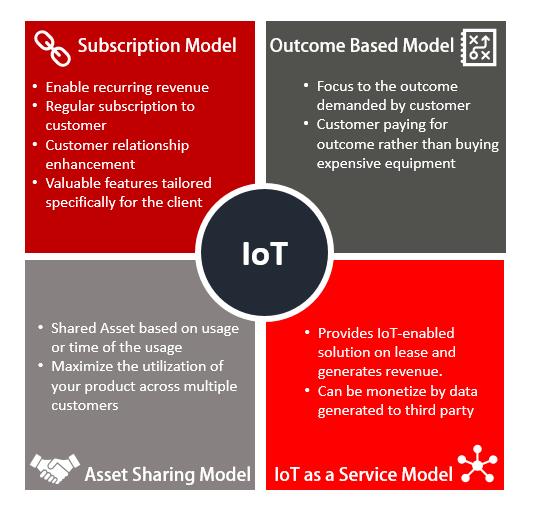 Subscription Model
• Enable recurring revenue
• Regular subscription to
customer
• Customer relationship
enhancement
• Valuable features tailored
specifically for the client
Outcome Based Model
• Focus to the outcome
demanded by customer
• Customer paying for
outcome rather than buying
expensive equipment
IoT
• Shared Asset based on usage
or time of the usage
• Maximize the utilization of
your product across multiple
customers
Asset Sharing Model
• Provides IoT-enabled
solution on lease and
generates revenue.
• Can be monetize by data
generated to third party
IoT as a Service Model